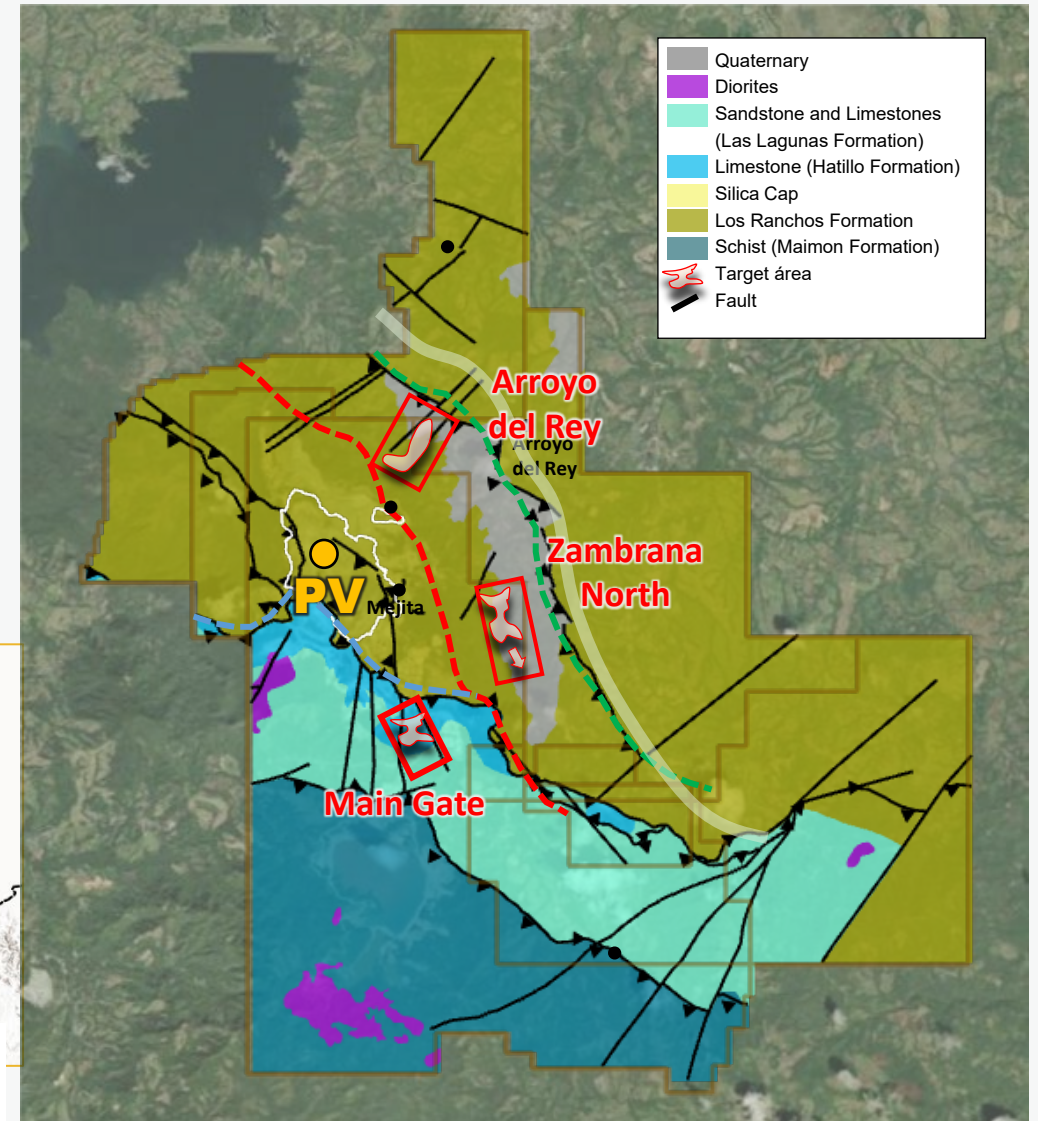 Quaternary
Diorites
Sandstone and Limestones
(Las Lagunas Formation)
Limestone (Hatillo Formation)
Silica Cap
Los Ranchos Formation
Schist (Maimon Formation)
Target área
Fault
Arroyo
del Rey
Arroyo
del Rey
Zambrana
North
PV
Mejita
Main Gate